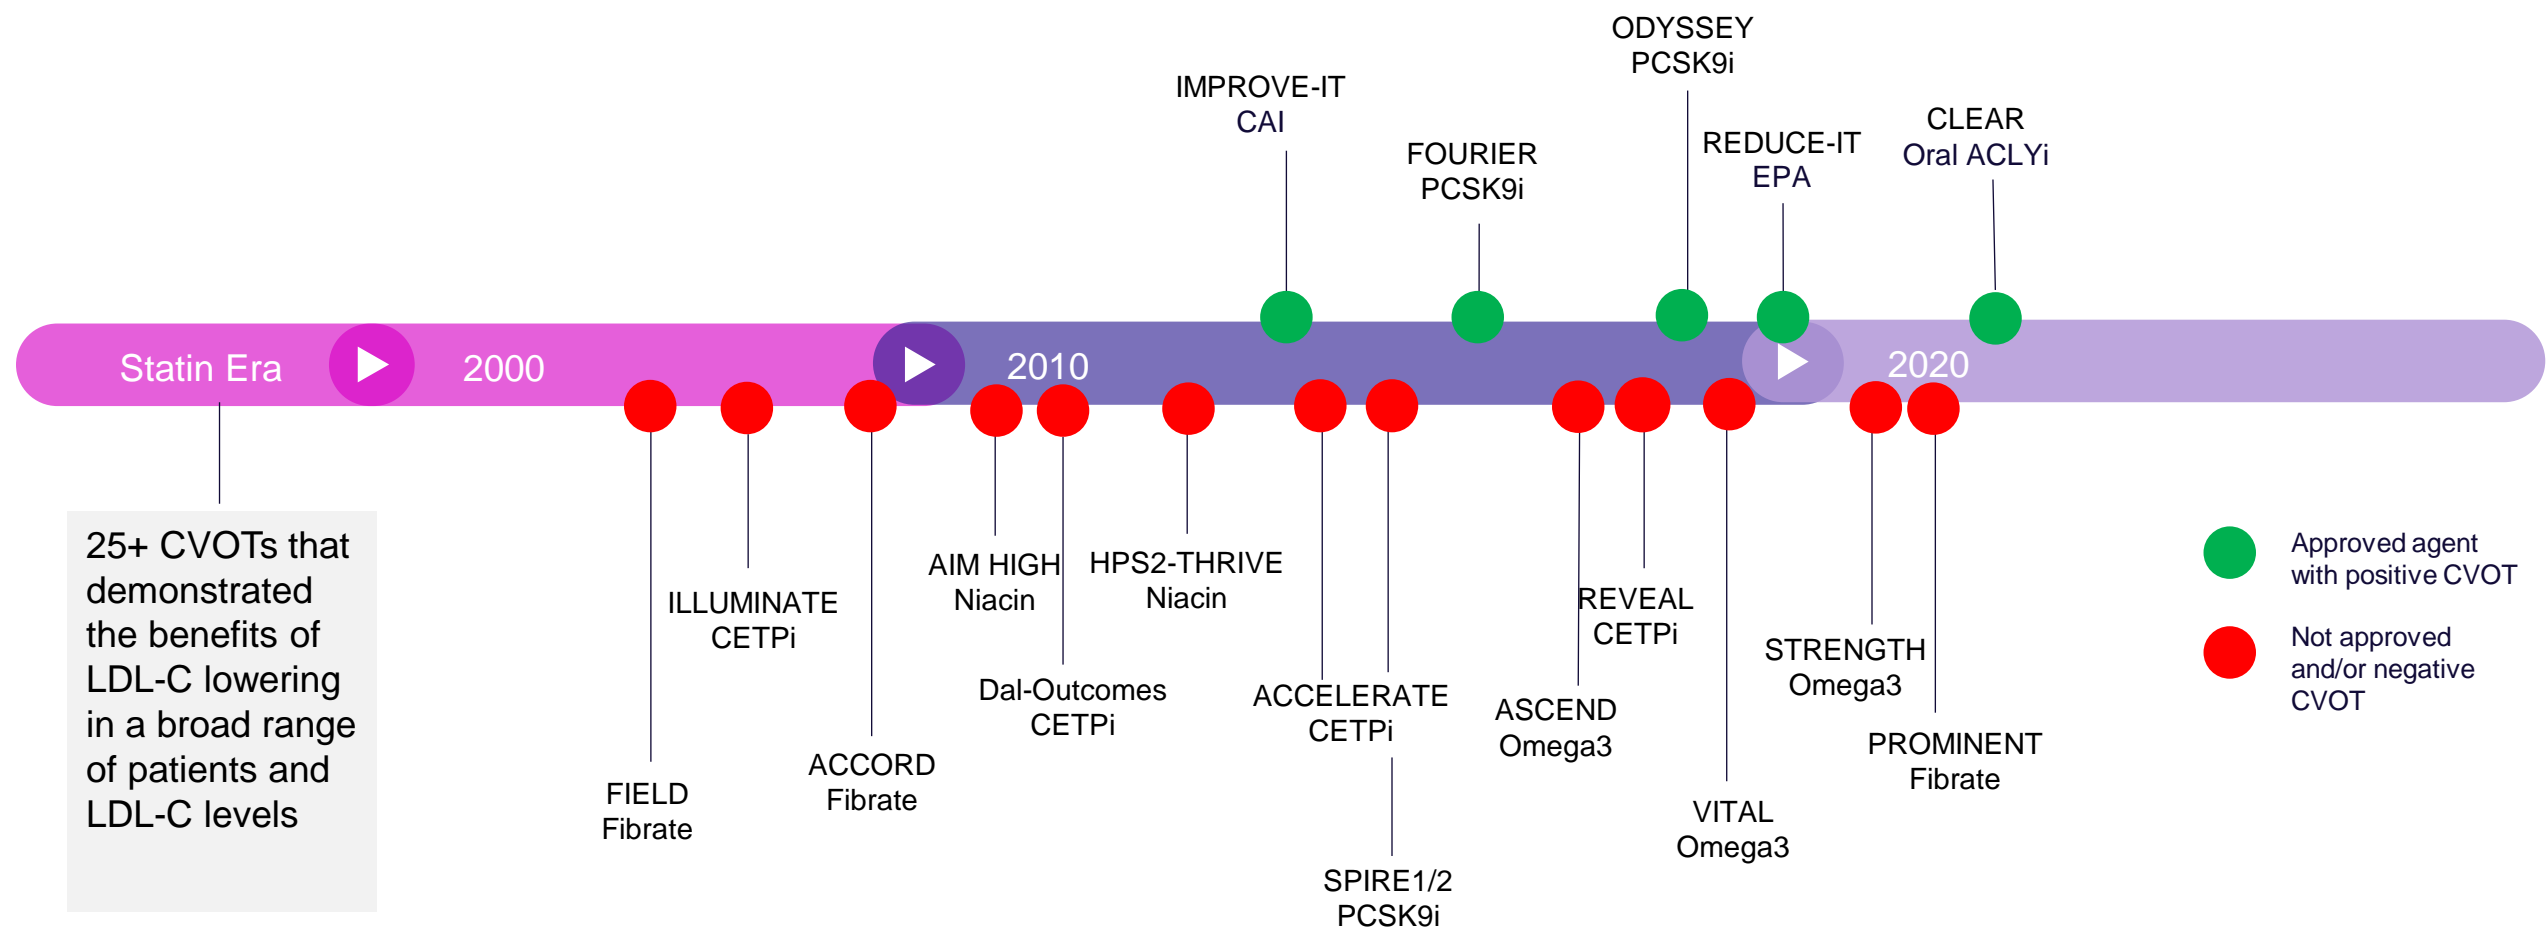 ODYSSEY
PCSK9i
IMPROVE-IT
CAI
FOURIER
PCSK9i
REDUCE-IT
EPA
CLEAR
Oral ACLYi
Statin Era
2000
2010
2020
25+ CVOTs that
demonstrated
the benefits of
LDL-C lowering
in a broad range
of patients and
LDL-C levels
FIELD
Fibrate
ILLUMINATE
CETPi
ACCORD
Fibrate
AIM HIGH
Niacin
Dal-Outcomes
CETPi
HPS2-THRIVE
Niacin
ACCELERATE
CETPi
SPIRE1/2
PCSK9i
ASCEND
Omega3
REVEAL
CETPi
VITAL
Omega3
STRENGTH
Omega3
PROMINENT
Fibrate
Approved agent
with positive CVOT
Not approved
and/or negative
CVOT